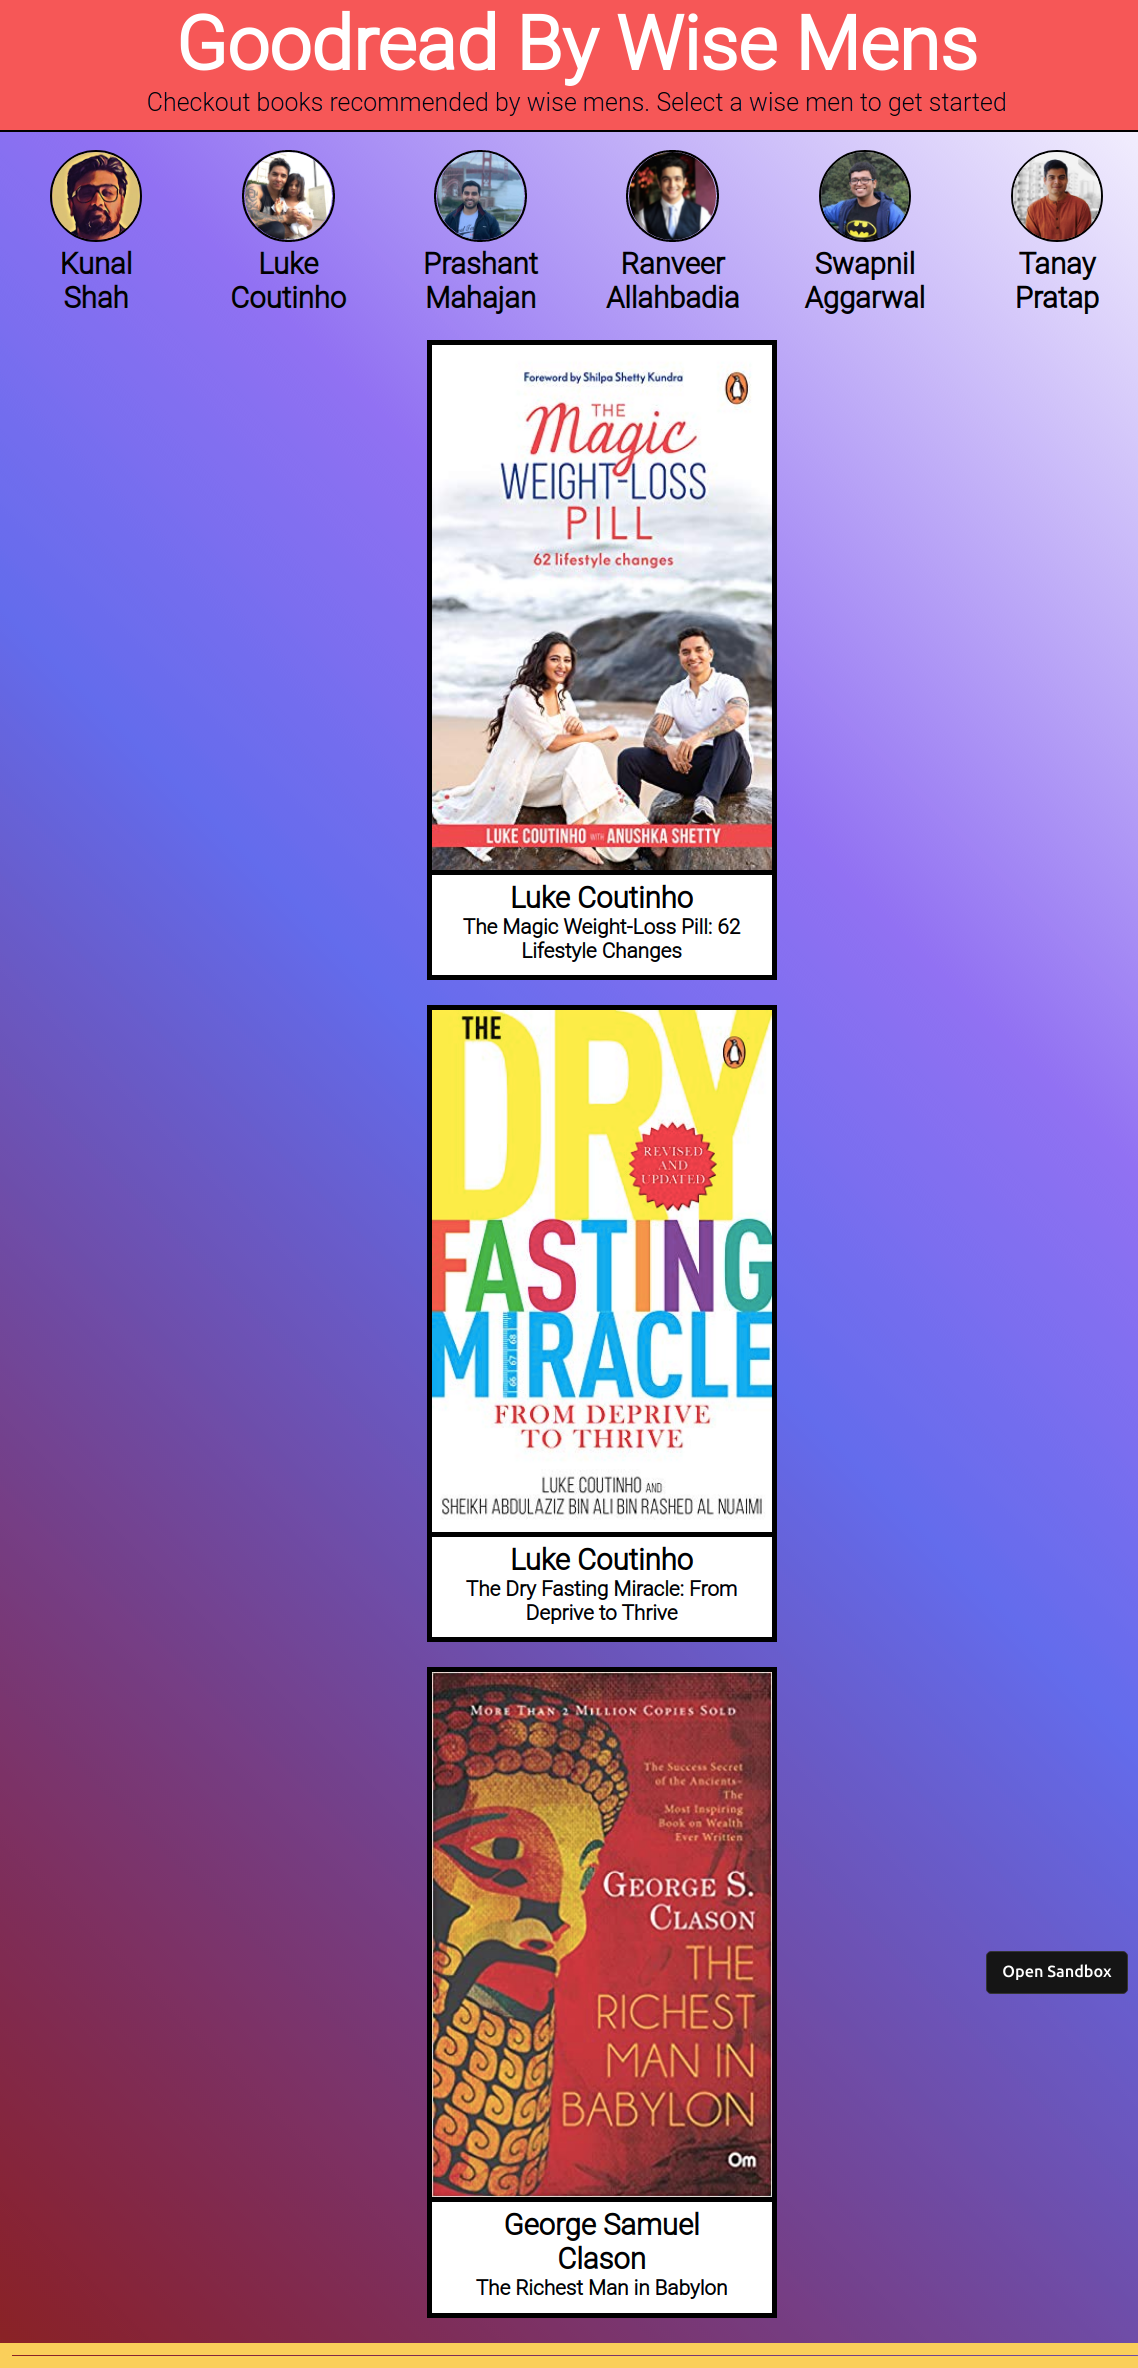 Goodread By Wise Mens
Checkout books recommended by wise mens. Select a wise men to get started
Kunal
Shah
Luke
Coutinho
Prashant
Mahajan
Ranveer
Allahbadia
Swapnil
Aggarwal
Tanay
Pratap
Foreword by Shilpa Shetty Kundra
THE
Magic
WEIGHT-LOSS
PILL
62 lifestyle changes
LUKE COUTINHO WITH ANUSHKA SHETTY
Luke Coutinho
The Magic Weight-Loss Pill: 62
Lifestyle Changes
THE
DRY
REVISED
AND
UPDATED
FASTING
MIRACLE
66 67 68
FROM DEPRIVE
TO THRIVE
LUKE COUTINHO AND
SHEIKH ABDULAZIZ BIN ALI BIN RASHED AL NUAIMI
Luke Coutinho
The Dry Fasting Miracle: From
Deprive to Thrive
MORE THAN 2 MILLION COPIES SOLD
The Success Secret
of the Ancients–
The
Most Inspiring
Book on Wealth
Ever Written
GEORGE S.
CLASON
THE
RICHEST
MAN IN
BABYLON
Om
Open Sandbox
George Samuel
Clason
The Richest Man in Babylon